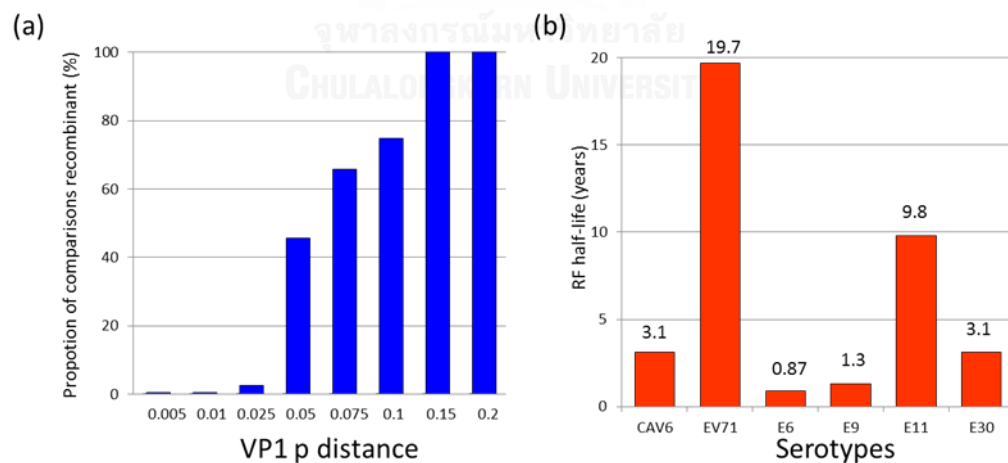 จุฬาลงกรณ์มหาวิทยาลัย
CHULALONGKORN UNIVERSITY
(a)
Propotion of comparisons recombinant (%)
100
80
60
40
20
0
0.005 0.01 0.025 0.05 0.075 0.1 0.15 0.2
VP1 p distance
(b)
RF half-life (years)
20
15
10
5
0
3.1 19.7 0.87 1.3 9.8 3.1
CAV6 EV71 E6 E9 E11 E30
Serotypes